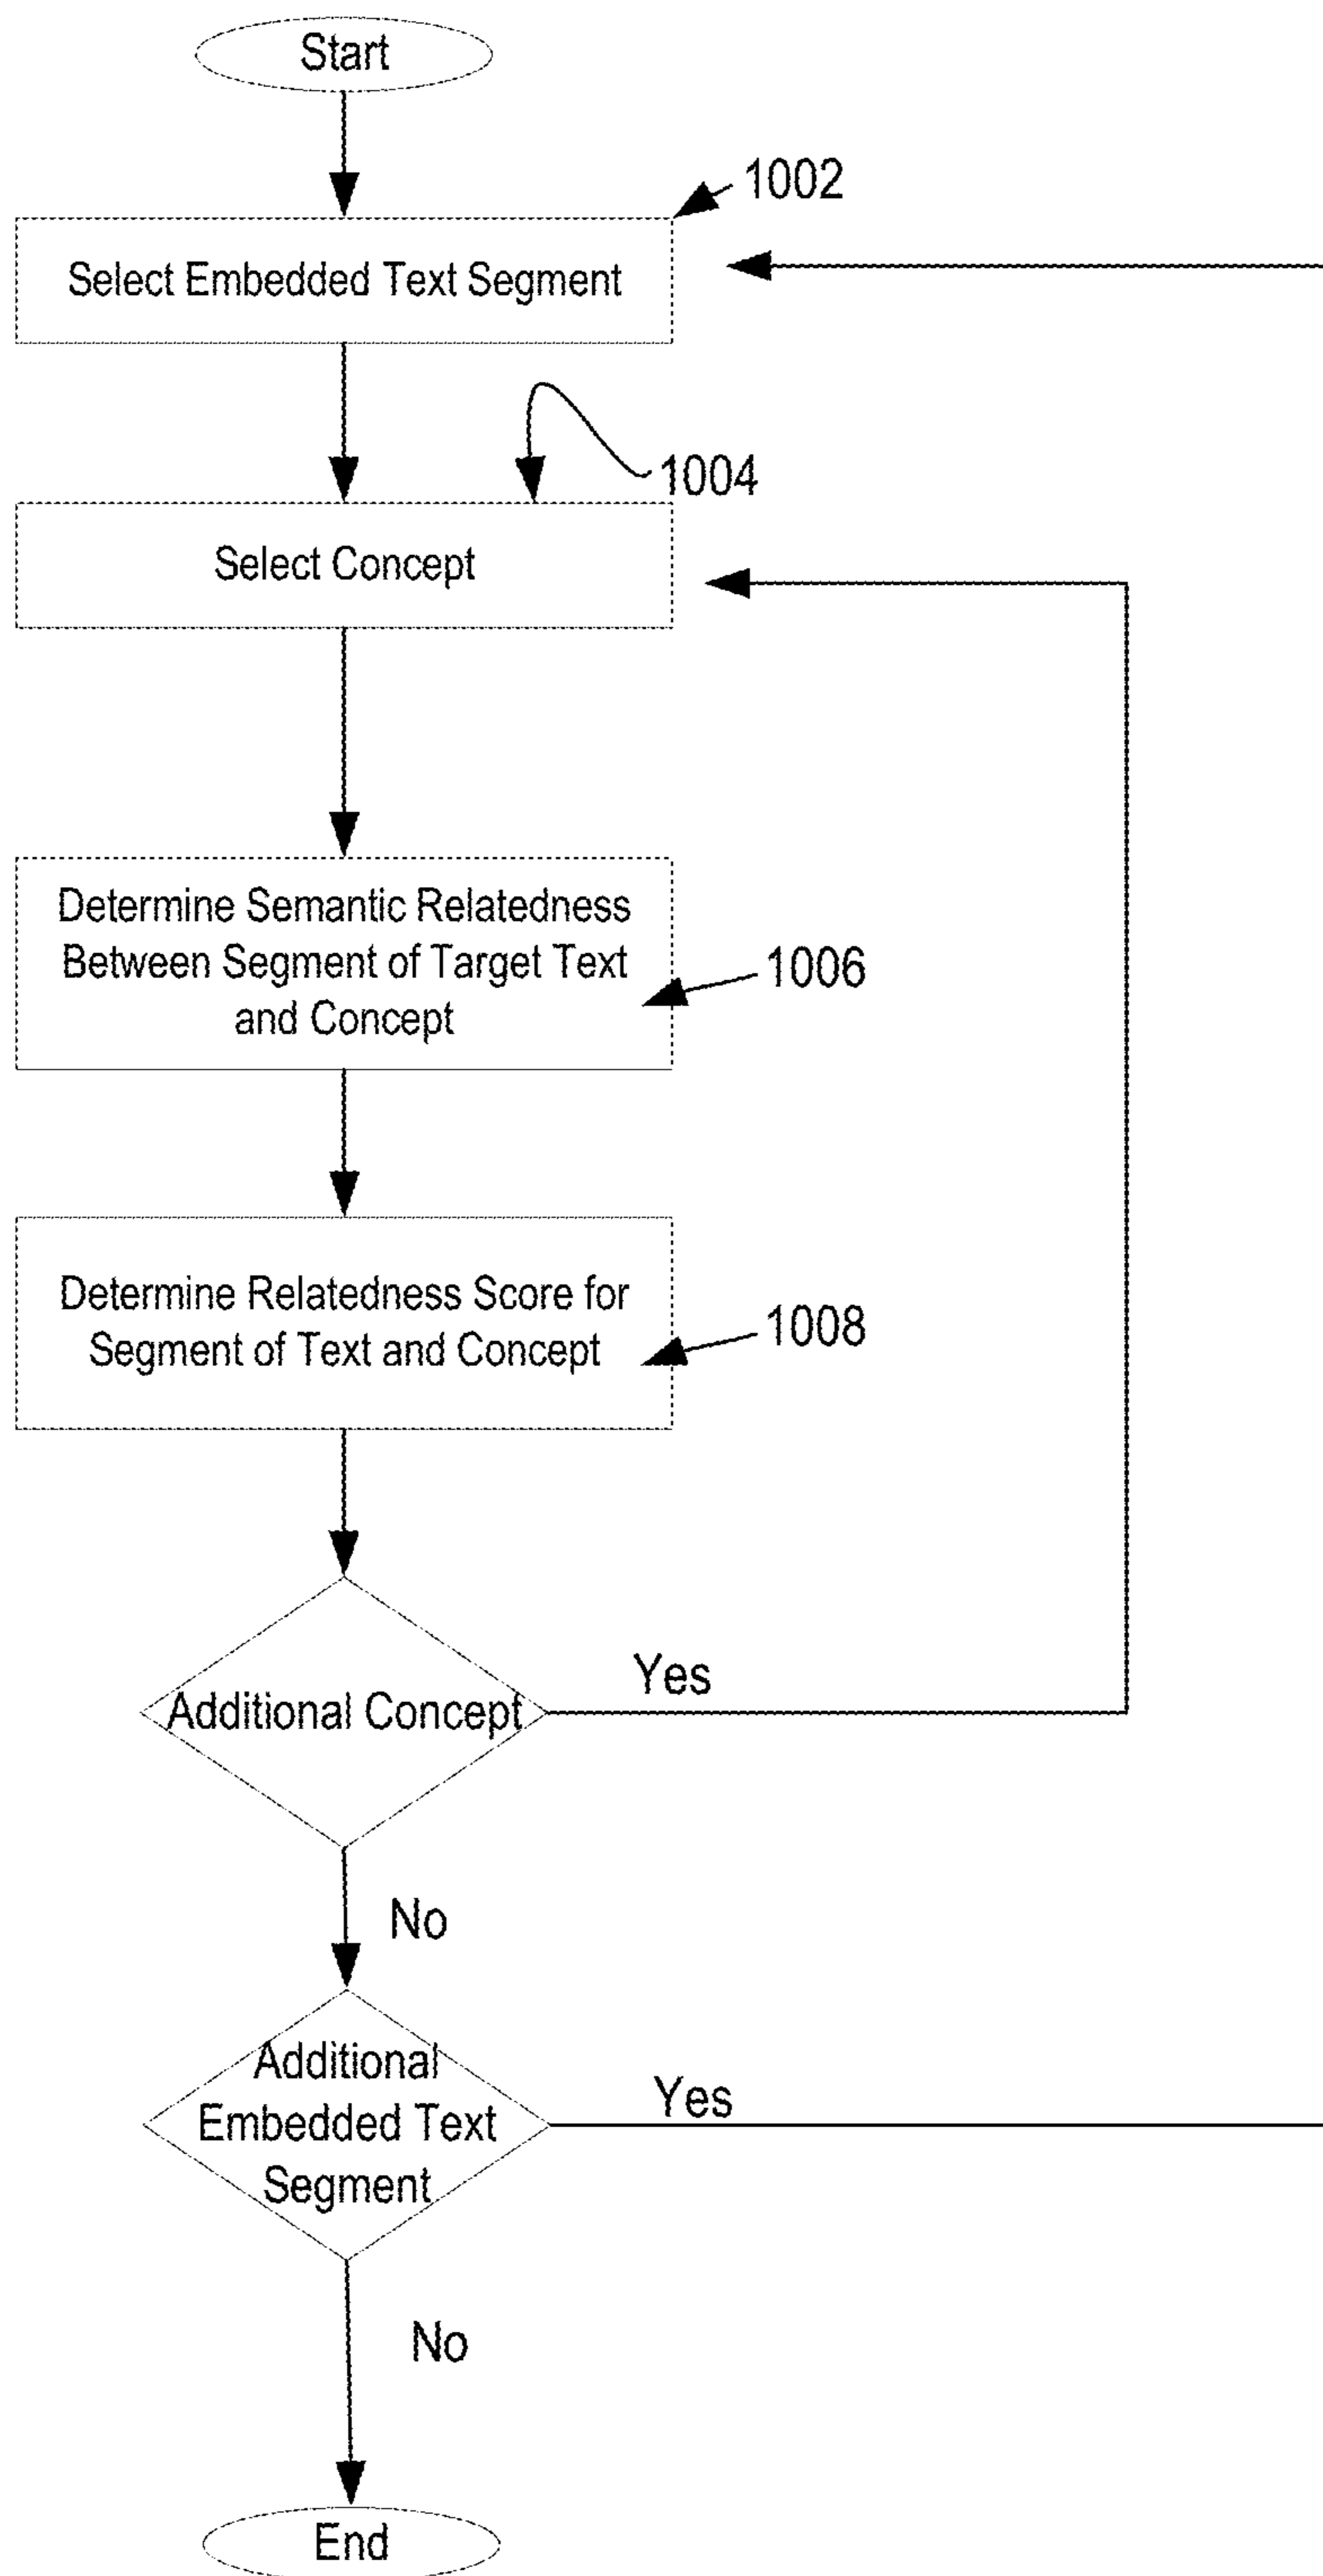 Start
1002
Select Embedded Text Segment
1004
Select Concept
Determine Semantic Relatedness
Between Segment of Target Text
and Concept
1006
Determine Relatedness Score for
Segment of Text and Concept
1008
Additional Concept
Yes
No
Additional
Embedded Text
Segment
Yes
No
End